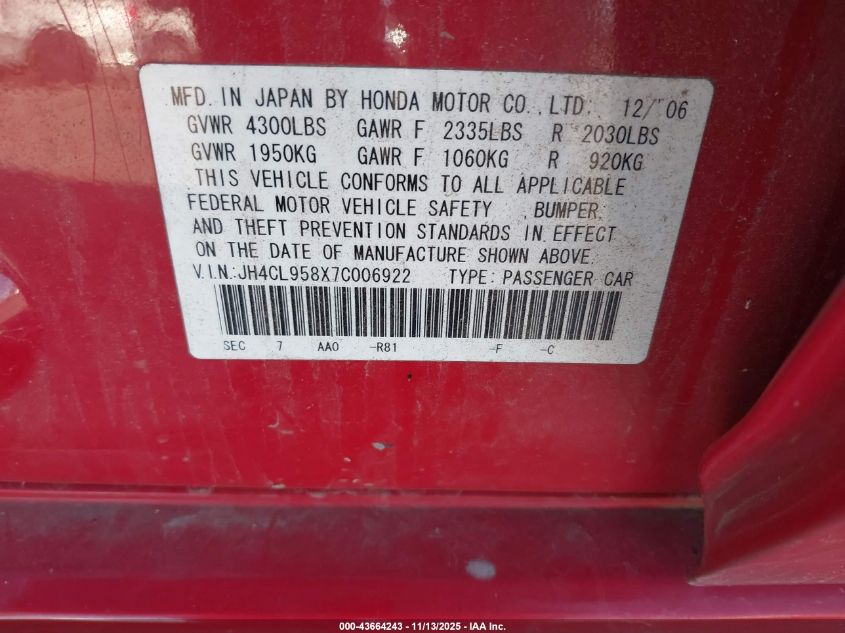 MFD. IN JAPAN BY HONDA MOTOR CO., LTD. 12/'06
GVWR 4300LBS GAWR F 2335LBS R 2030LBS
GVWR 1950KG GAWR F 1060KG R 920KG
THIS VEHICLE CONFORMS TO ALL APPLICABLE
FEDERAL MOTOR VEHICLE SAFETY , BUMPER,
AND THEFT PREVENTION STANDARDS IN EFFECT
ON THE DATE OF MANUFACTURE SHOWN ABOVE.
V.I.N.:JH4CL958X7C006922 TYPE: PASSENGER CAR
SEC 7 AAO -R81 -F -C
000-43664243 - 11/13/2025 - IAA Inc.